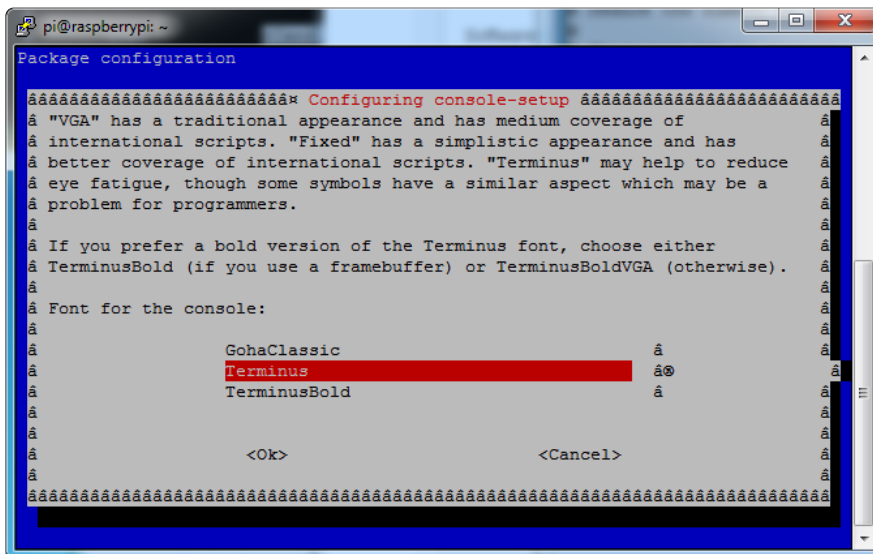 pi@raspberrypi: ~
Package configuration
âââââââââââââââââââââââââ¤ Configuring console-setup âââââââââââââââââââââââââ
â "VGA" has a traditional appearance and has medium coverage of â
â international scripts. "Fixed" has a simplistic appearance and has â
â better coverage of international scripts. "Terminus" may help to reduce â
â eye fatigue, though some symbols have a similar aspect which may be a â
â problem for programmers. â
â â
â If you prefer a bold version of the Terminus font, choose either â
â TerminusBold (if you use a framebuffer) or TerminusBoldVGA (otherwise). â
â â
â Font for the console: â
â â
â GohaClassic â â
â Terminus â® â
â TerminusBold â â
â â
â â
â <Ok> <Cancel> â
â â
âââââââââââââââââââââââââââââââââââââââââââââââââââââââââââââââââââââââââââââ